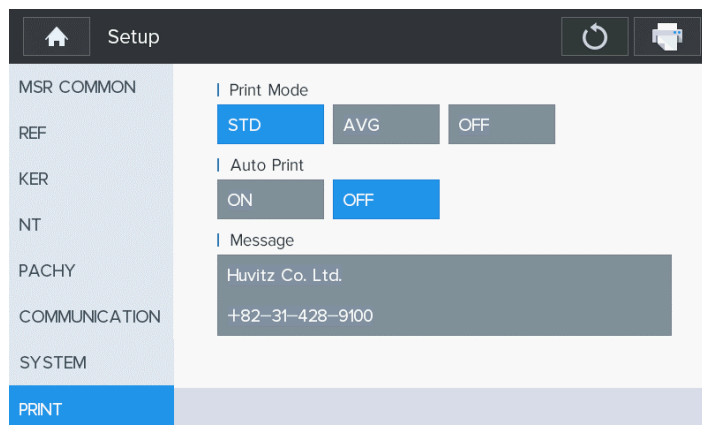 Setup
MSR COMMON
REF
KER
NT
PACHY
COMMUNICATION
SYSTEM
PRINT
Print Mode
STD AVG OFF
Auto Print
ON OFF
Message
Huvitz Co. Ltd.
+82–31–428–9100